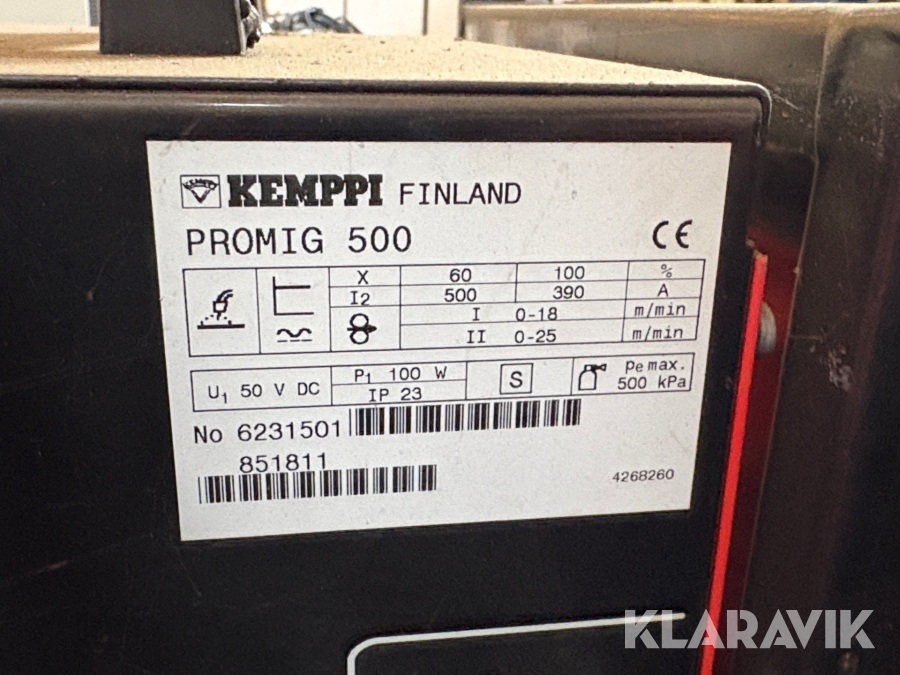 KEMPPI FINLAND
PROMIG 500 CE
X 60 100 %
I2 500 390 A
I 0-18 m/min
II 0-25 m/min
U1 50 V DC P1 100 W S pe max.
IP 23 500 kPa
No 6231501
851811
4268260
KLARAVIK